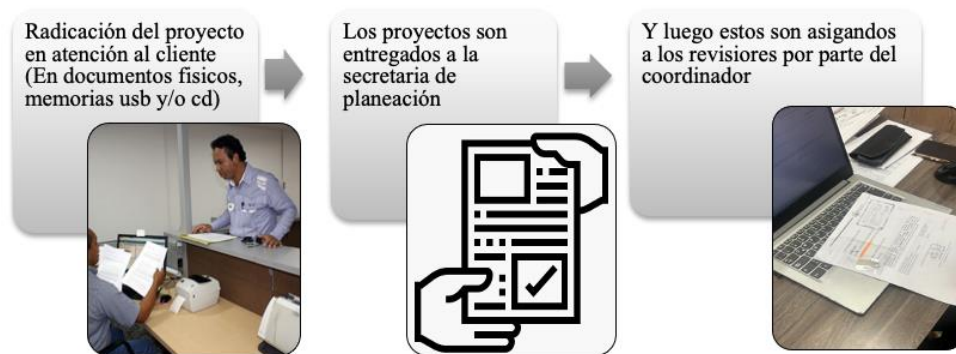 Radicación del proyecto
en atención al cliente
(En documentos fisicos,
memorias usb y/o cd)
Los proyectos son
entregados a la
secretaria de
planeación
Y luego estos son asigandos
a los revisiores por parte del
coordinador